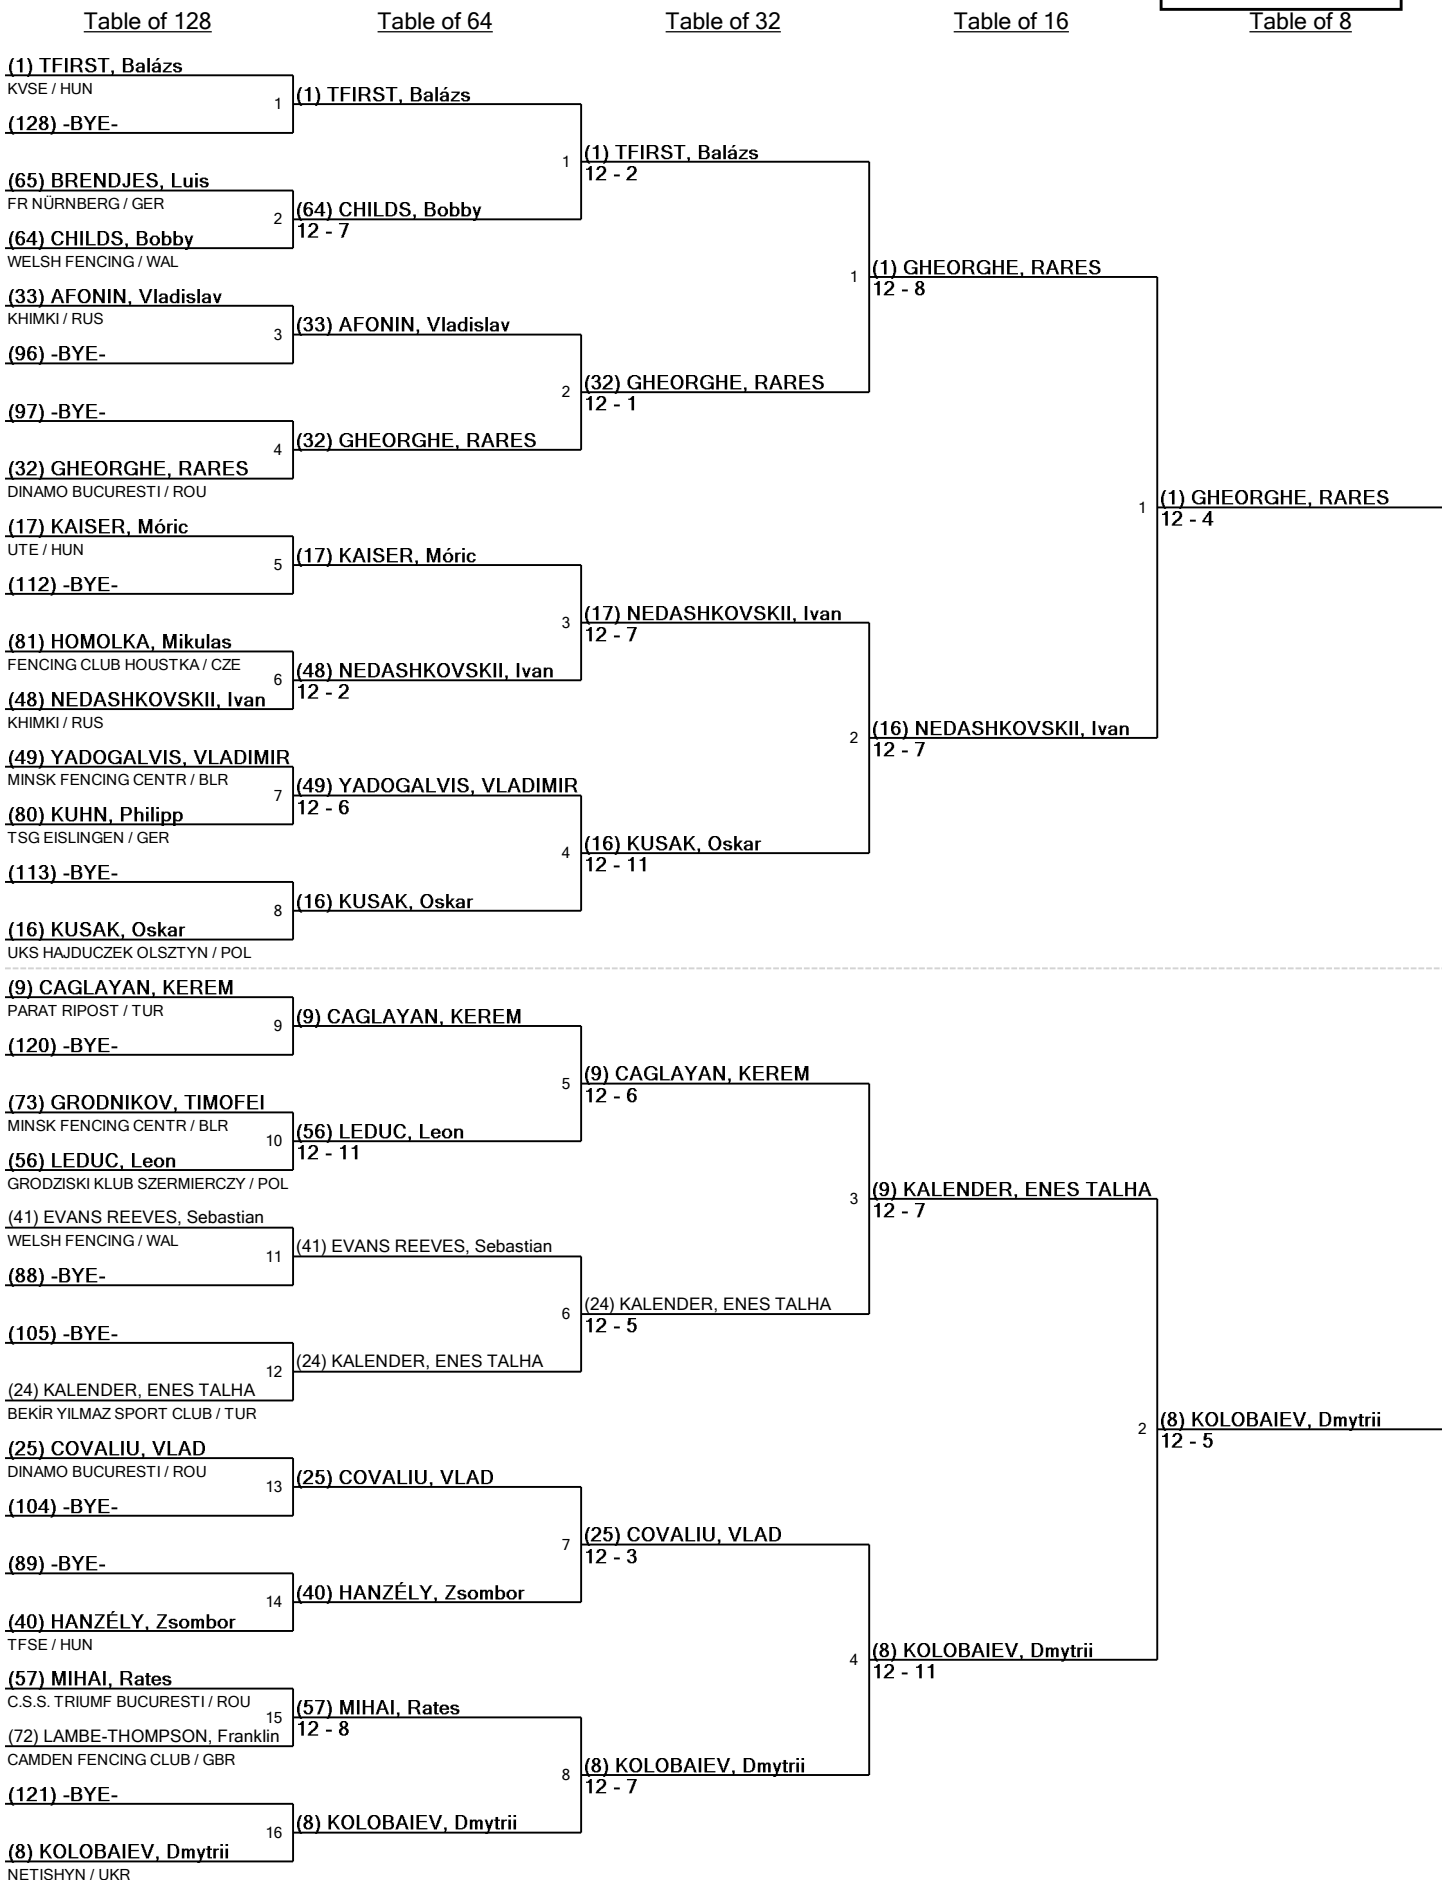 Table of 128
Table of 64
Table of 32
Table of 16
Table of 8
(1) TFIRST, Balázs
KVSE / HUN
1
(128) -BYE-
(65) BRENDJES, Luis
FR NÜRNBERG / GER
2
(64) CHILDS, Bobby
WELSH FENCING / WAL
(33) AFONIN, Vladislav
KHIMKI / RUS
3
(96) -BYE-
(97) -BYE-
4
(32) GHEORGHE, RARES
DINAMO BUCURESTI / ROU
(17) KAISER, Móric
UTE / HUN
5
(112) -BYE-
(81) HOMOLKA, Mikulas
FENCING CLUB HOUSTKA / CZE
6
(48) NEDASHKOVSKII, Ivan
KHIMKI / RUS
(49) YADOGALVIS, VLADIMIR
MINSK FENCING CENTR / BLR
7
(80) KUHN, Philipp
TSG EISLINGEN / GER
(113) -BYE-
8
(16) KUSAK, Oskar
UKS HAJDUCZEK OLSZTYN / POL
(9) CAGLAYAN, KEREM
PARAT RIPOST / TUR
9
(120) -BYE-
(73) GRODNIKOV, TIMOFEI
MINSK FENCING CENTR / BLR
10
(56) LEDUC, Leon
GRODZISKI KLUB SZERMIERCZY / POL
(41) EVANS REEVES, Sebastian
WELSH FENCING / WAL
11
(88) -BYE-
(105) -BYE-
12
(24) KALENDER, ENES TALHA
BEKİR YILMAZ SPORT CLUB / TUR
(25) COVALIU, VLAD
DINAMO BUCURESTI / ROU
13
(104) -BYE-
(89) -BYE-
14
(40) HANZÉLY, Zsombor
TFSE / HUN
(57) MIHAI, Rates
C.S.S. TRIUMF BUCURESTI / ROU
15
(72) LAMBE-THOMPSON, Franklin
CAMDEN FENCING CLUB / GBR
(121) -BYE-
16
(8) KOLOBAIEV, Dmytrii
NETISHYN / UKR
(1) TFIRST, Balázs
1
(64) CHILDS, Bobby
12 - 7
(33) AFONIN, Vladislav
2
(32) GHEORGHE, RARES
(17) KAISER, Móric
3
(48) NEDASHKOVSKII, Ivan
12 - 2
(49) YADOGALVIS, VLADIMIR
12 - 6
4
(16) KUSAK, Oskar
(9) CAGLAYAN, KEREM
5
(56) LEDUC, Leon
12 - 11
(41) EVANS REEVES, Sebastian
6
(24) KALENDER, ENES TALHA
(25) COVALIU, VLAD
7
(40) HANZÉLY, Zsombor
(57) MIHAI, Rates
12 - 8
8
(8) KOLOBAIEV, Dmytrii
(1) TFIRST, Balázs
12 - 2
1
(32) GHEORGHE, RARES
12 - 1
(17) NEDASHKOVSKII, Ivan
12 - 7
2
(16) KUSAK, Oskar
12 - 11
(9) CAGLAYAN, KEREM
12 - 6
3
(24) KALENDER, ENES TALHA
12 - 5
(25) COVALIU, VLAD
12 - 3
4
(8) KOLOBAIEV, Dmytrii
12 - 7
(1) GHEORGHE, RARES
12 - 8
1
(16) NEDASHKOVSKII, Ivan
12 - 7
(9) KALENDER, ENES TALHA
12 - 7
2
(8) KOLOBAIEV, Dmytrii
12 - 11
(1) GHEORGHE, RARES
12 - 4
(8) KOLOBAIEV, Dmytrii
12 - 5